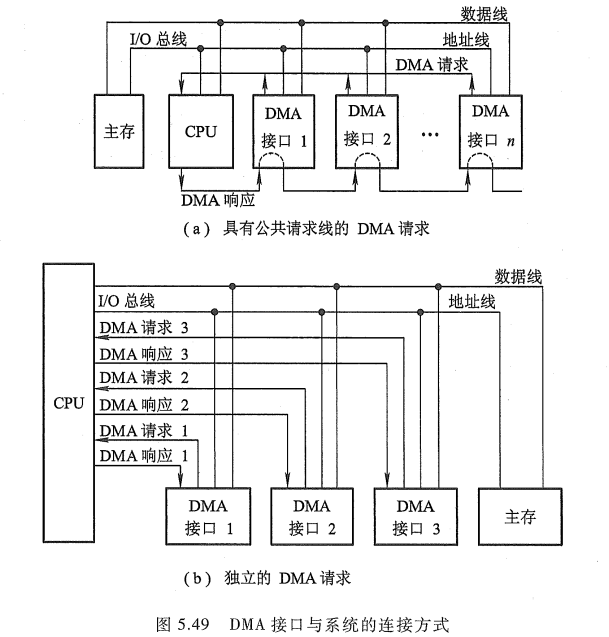 数据线
I/O 总线 地址线
DMA 请求
主存 CPU DMA 接口 1 DMA 接口 2 … DMA 接口 n
DMA 响应
(a) 具有公共请求线的 DMA 请求
数据线
I/O 总线 地址线
DMA 请求 3
DMA 响应 3
DMA 请求 2
CPU
DMA 响应 2
DMA 请求 1
DMA 响应 1
DMA 接口 1 DMA 接口 2 DMA 接口 3 主存
(b) 独立的 DMA 请求
图 5.49 DMA 接口与系统的连接方式